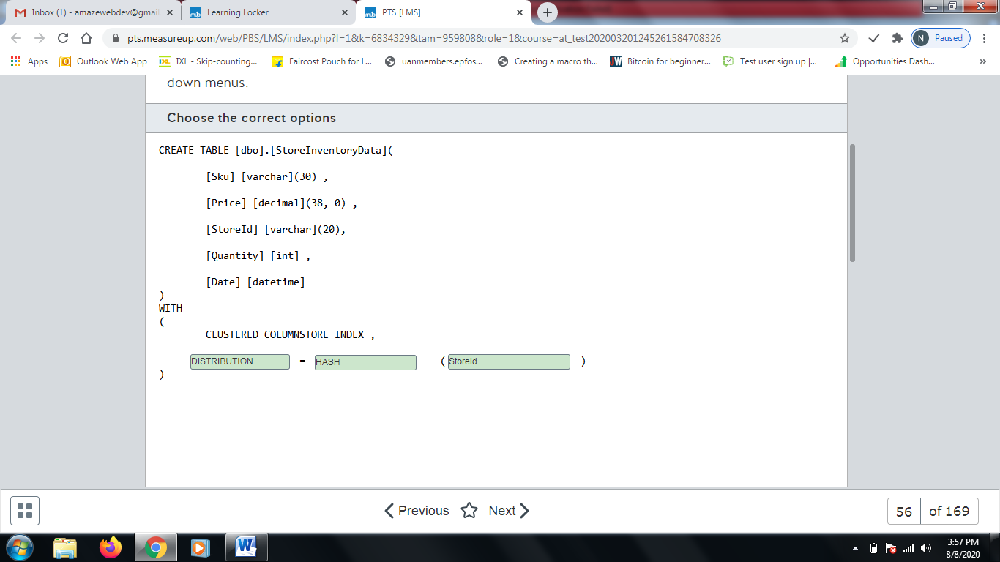 Inbox (1) - amazewebdev@gmail
Learning Locker
PTS [LMS]
pts.measureup.com/web/PBS/LMS/index.php?l=1&k=6834329&tam=959808&role=1&course=at_test202003201245261584708326
N Paused
Apps
Outlook Web App
IXL - Skip-counting...
Faircost Pouch for L...
uanmembers.epfos...
Creating a macro th...
Bitcoin for beginner...
Test user sign up |...
Opportunities Dash...
»
down menus.
Choose the correct options
CREATE TABLE [dbo].[StoreInventoryData](
[Sku] [varchar](30) ,
[Price] [decimal](38, 0) ,
[StoreId] [varchar](20),
[Quantity] [int] ,
[Date] [datetime]
)
WITH
(
CLUSTERED COLUMNSTORE INDEX ,
DISTRIBUTION = HASH ( StoreId )
)
Previous
Next
56 of 169
3:57 PM
8/8/2020